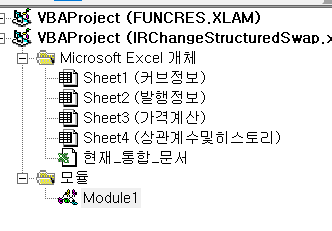 VBAProject (FUNCRES.XLAM)
VBAProject (IRChangeStructuredSwap.x
Microsoft Excel 개체
Sheet1 (커브정보)
Sheet2 (발행정보)
Sheet3 (가격계산)
Sheet4 (상관계수및히스토리)
현재_통합_문서
모듈
Module1